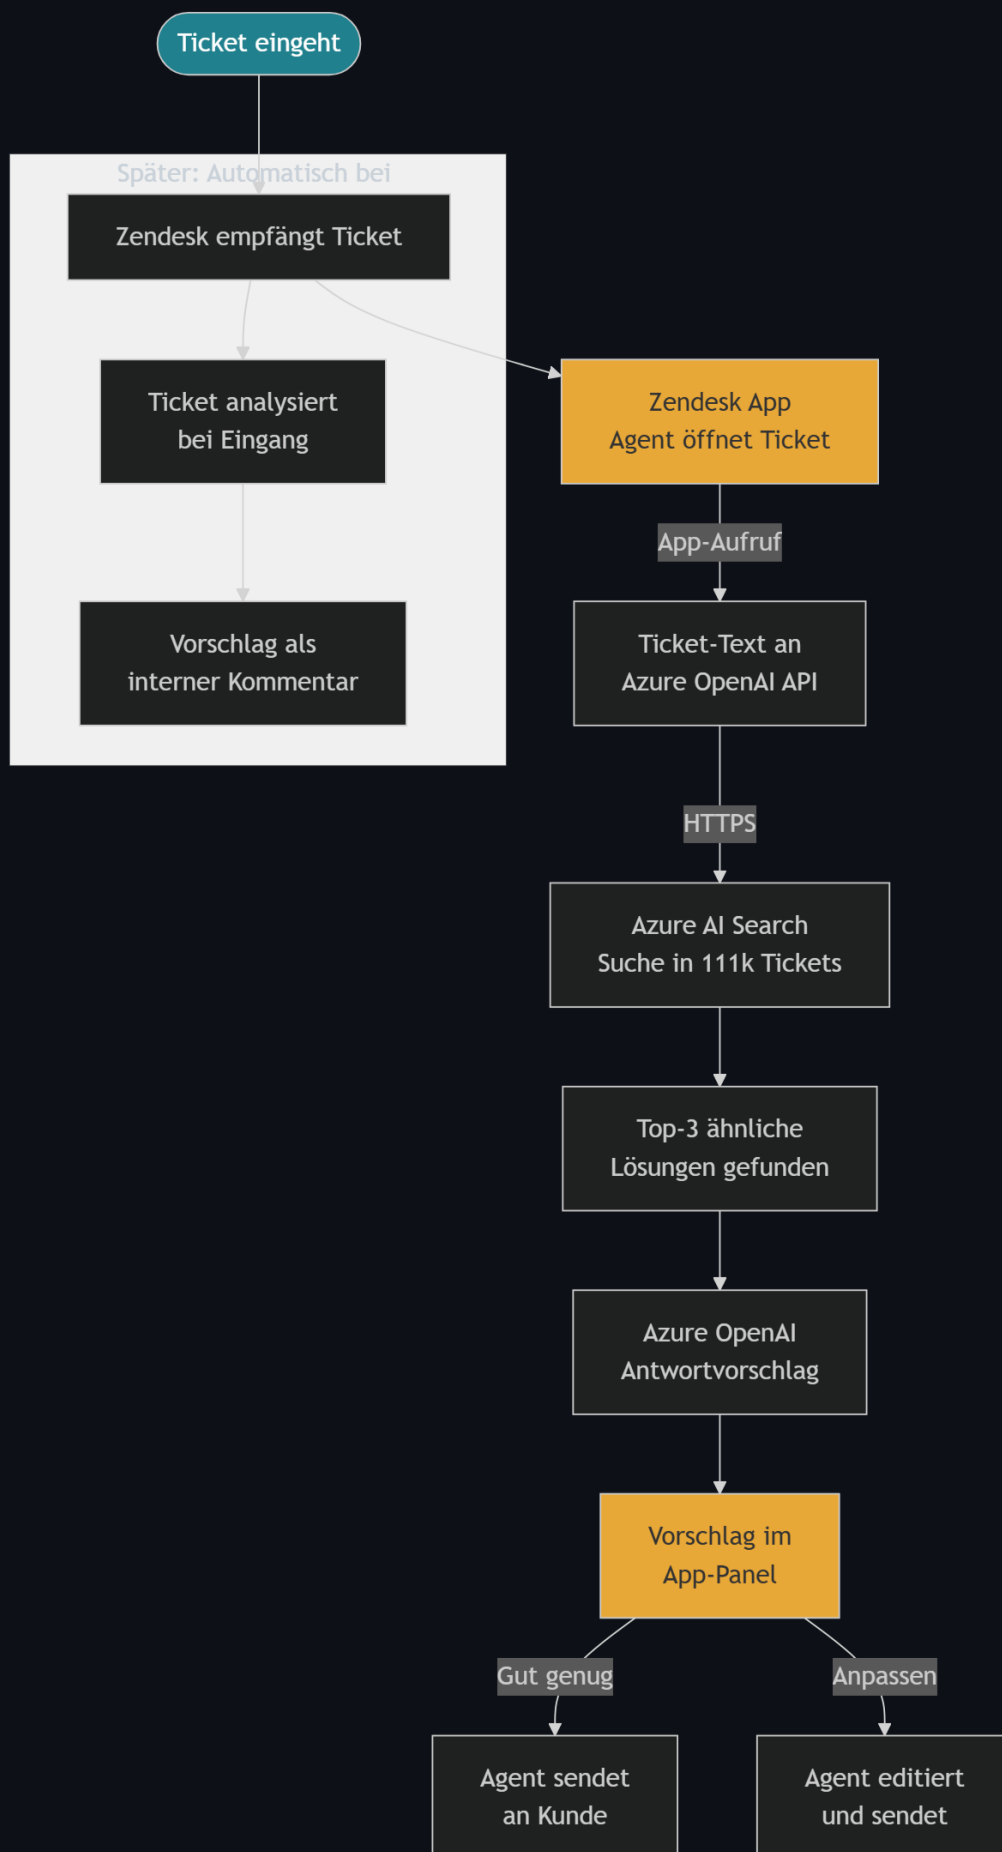 Ticket eingeht
Später: Automatisch bei
Zendesk empfängt Ticket
Ticket analysiert
bei Eingang
Zendesk App
Agent öffnet Ticket
App-Aufruf
Vorschlag als
interner Kommentar
Ticket-Text an
Azure OpenAI API
HTTPS
Azure AI Search
Suche in 111k Tickets
Top-3 ähnliche
Lösungen gefunden
Azure OpenAI
Antwortvorschlag
Vorschlag im
App-Panel
Gut genug
Anpassen
Agent sendet
an Kunde
Agent editiert
und sendet